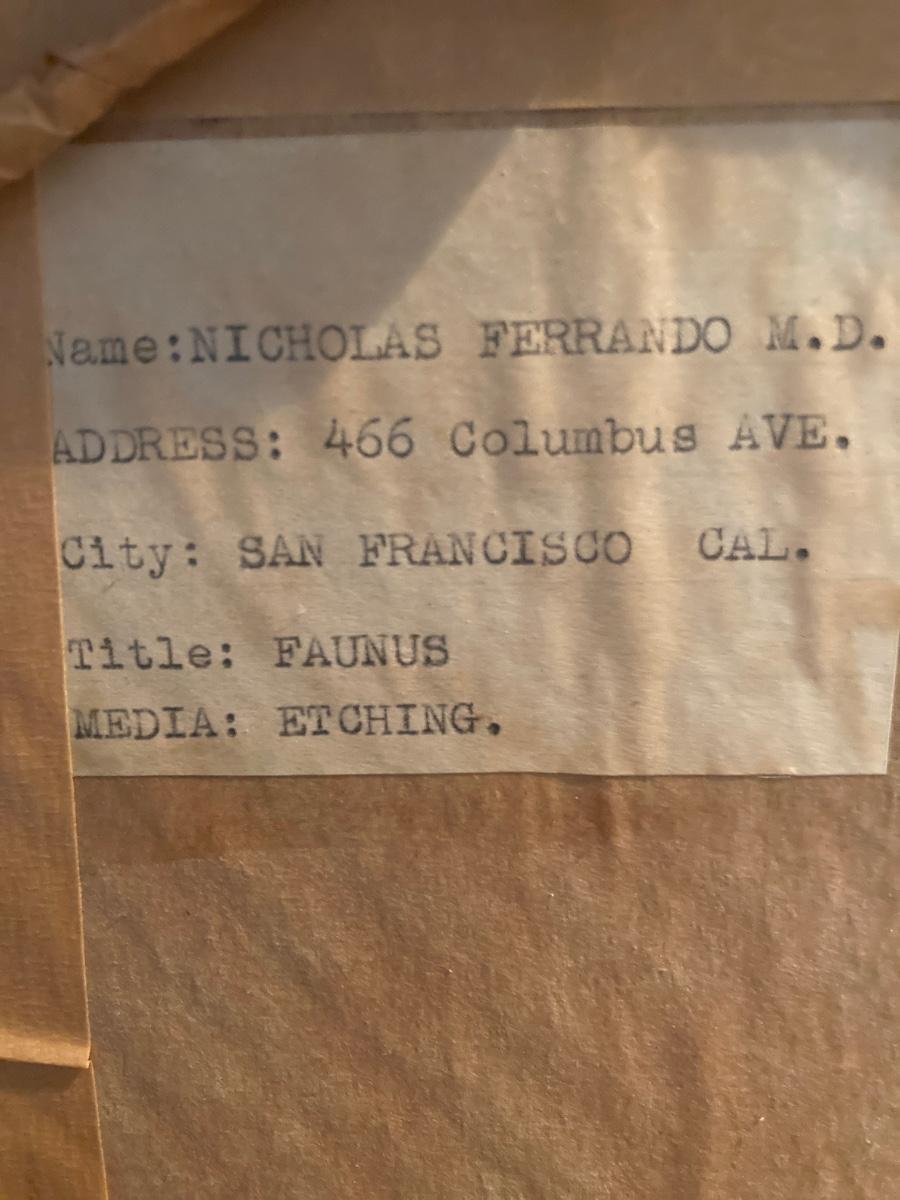 Name:NICHOLAS FERRANDO M.D.
ADDRESS: 466 Columbus AVE.
City: SAN FRANCISCO CAL.
Title: FAUNUS
MEDIA: ETCHING.